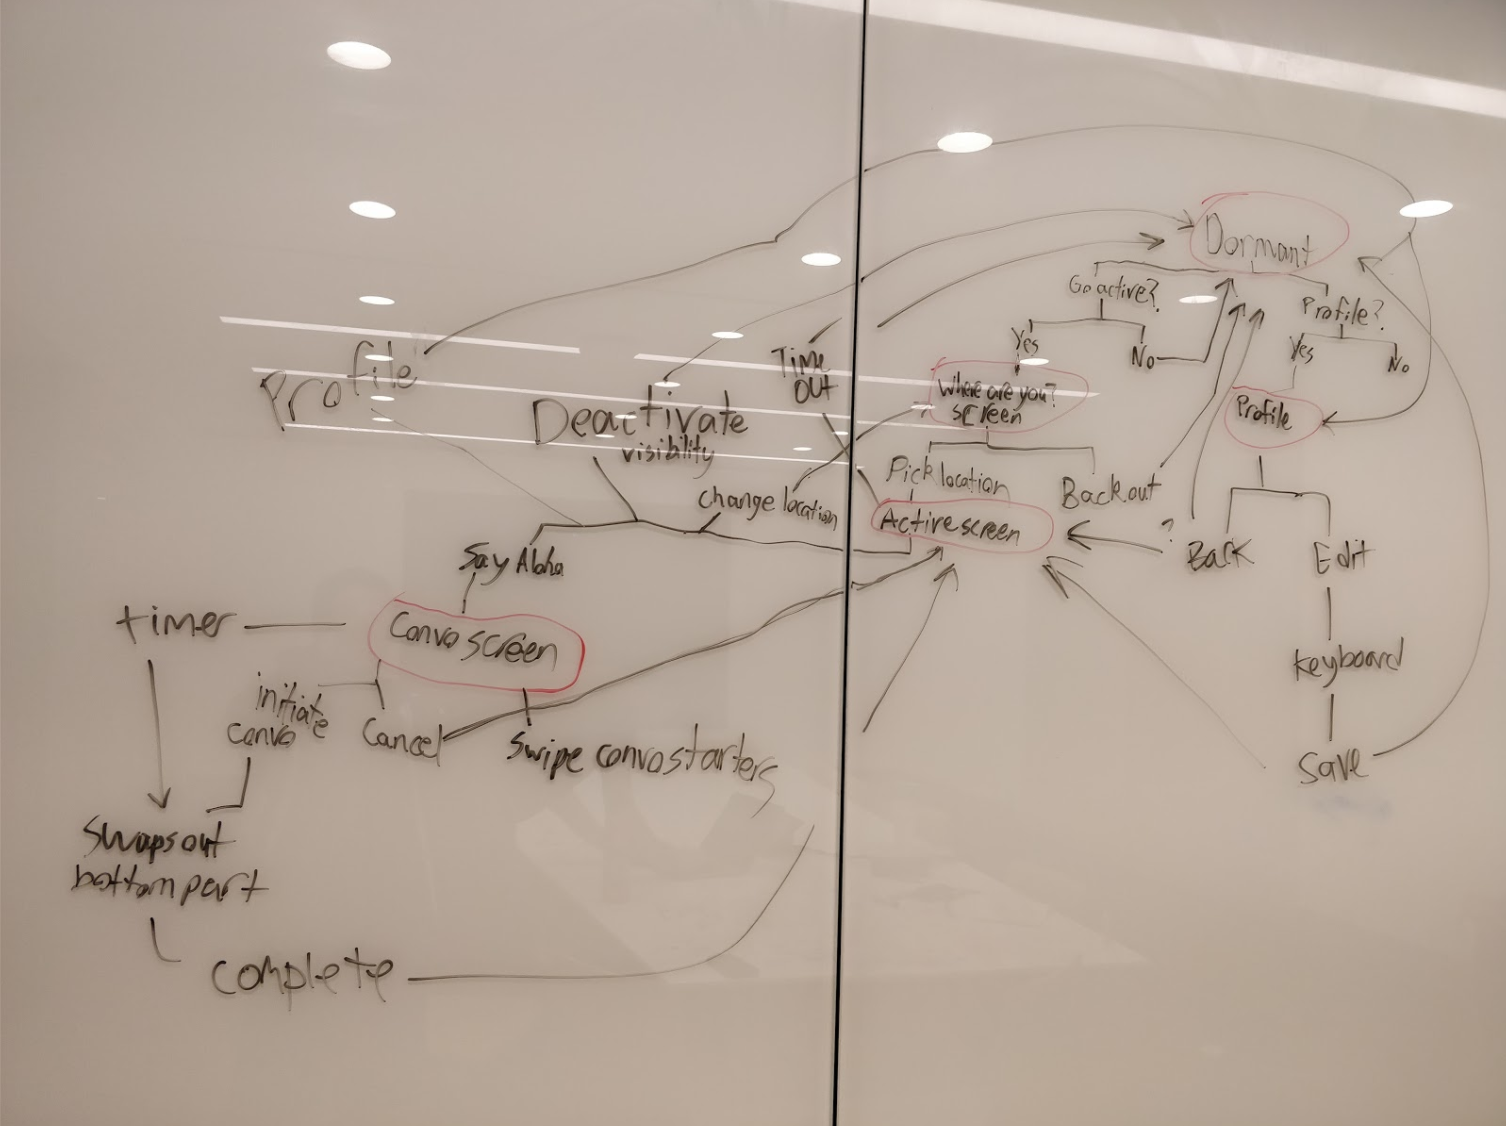 Dormant
Go active?
Profile?
Yes
No
Yes
No
Where are you?
screen
Profile
Pick location
Back out
Active screen
?
Back
Edit
Keyboard
Save
Time
out
Profile
Deactivate
visibility
change location
Say Aloha
Convo screen
timer
initiate
convo
Cancel
Swipe convo starters
Swaps out
bottom part
complete